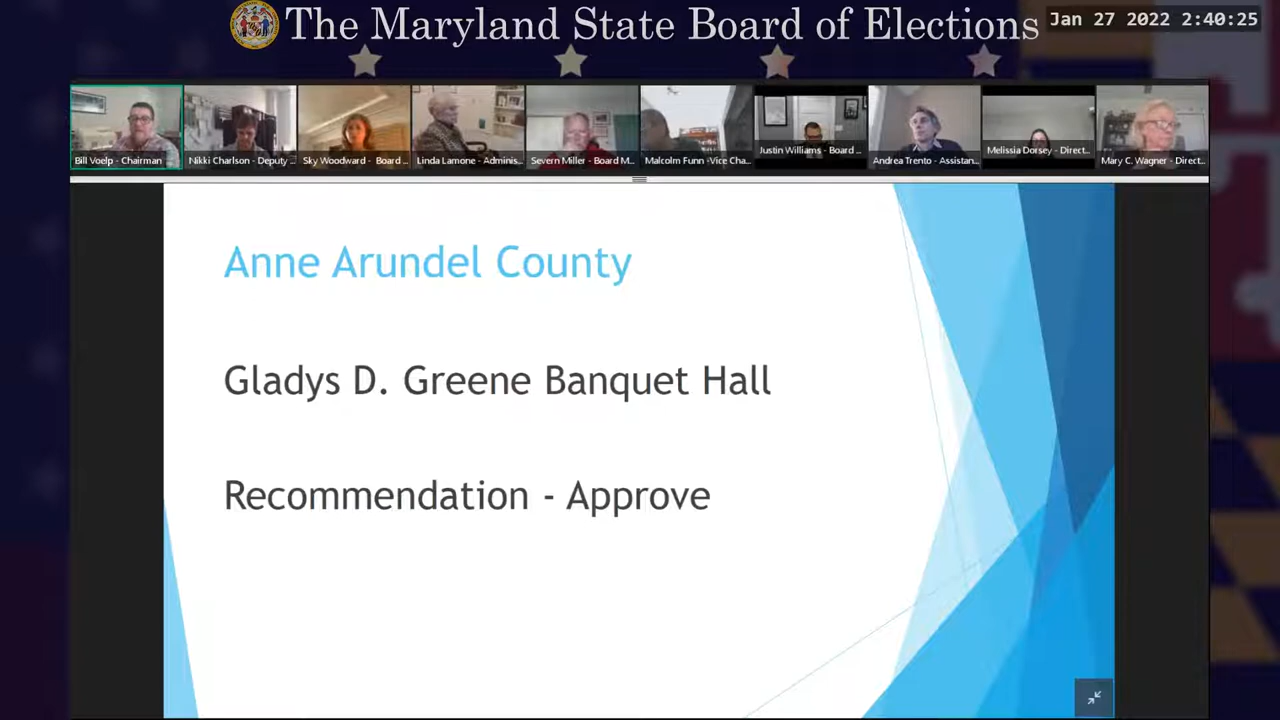 The Maryland State Board of Elections
Jan 27 2022 2:40:25
Bill Voelp - Chairman
Nikki Charlson - Deputy ...
Sky Woodward - Board ...
Linda Lamone - Adminis...
Severn Miller - Board M...
Malcolm Funn -Vice Cha...
Justin Williams - Board ...
Andrea Trento - Assistan...
Melissia Dorsey - Direct...
Mary C. Wagner - Direct...
Anne Arundel County
Gladys D. Greene Banquet Hall
Recommendation - Approve